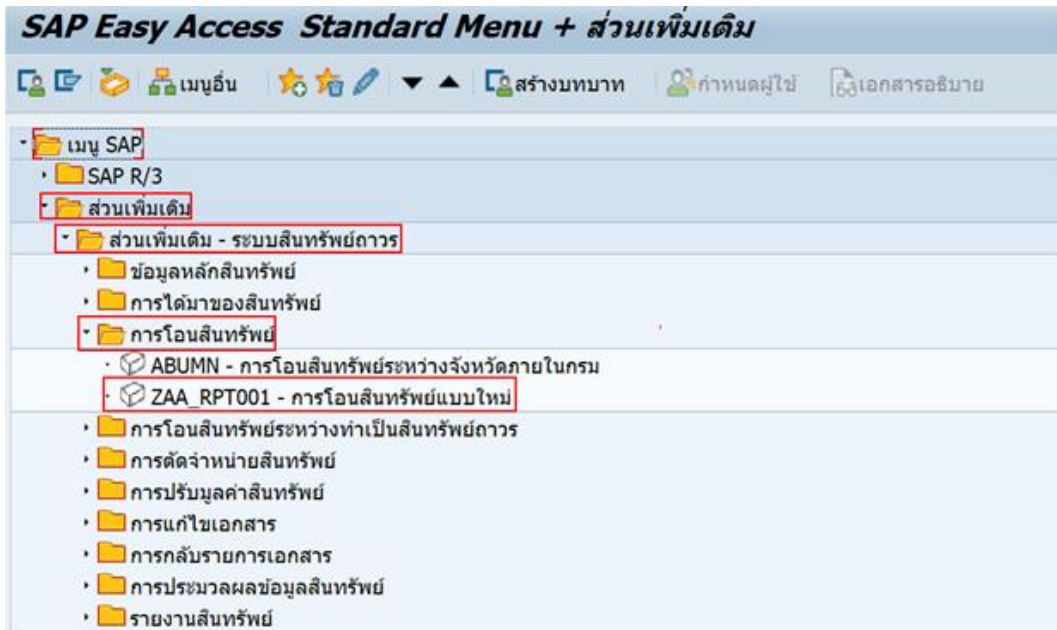 SAP Easy Access Standard Menu + ส่วนเพิ่มเติม
เมนูอื่น สร้างบทบาท กำหนดผู้ใช้ เอกสารอธิบาย
เมนู SAP
SAP R/3
ส่วนเพิ่มเติม
ส่วนเพิ่มเติม - ระบบสินทรัพย์ถาวร
ข้อมูลหลักสินทรัพย์
การได้มาของสินทรัพย์
การโอนสินทรัพย์
ABUMN - การโอนสินทรัพย์ระหว่างจังหวัดภายในกรม
ZAA_RPT001 - การโอนสินทรัพย์แบบใหม่
การโอนสินทรัพย์ระหว่างทำเป็นสินทรัพย์ถาวร
การตัดจำหน่ายสินทรัพย์
การปรับมูลค่าสินทรัพย์
การแก้ไขเอกสาร
การกลับรายการเอกสาร
การประมวลผลข้อมูลสินทรัพย์
รายงานสินทรัพย์